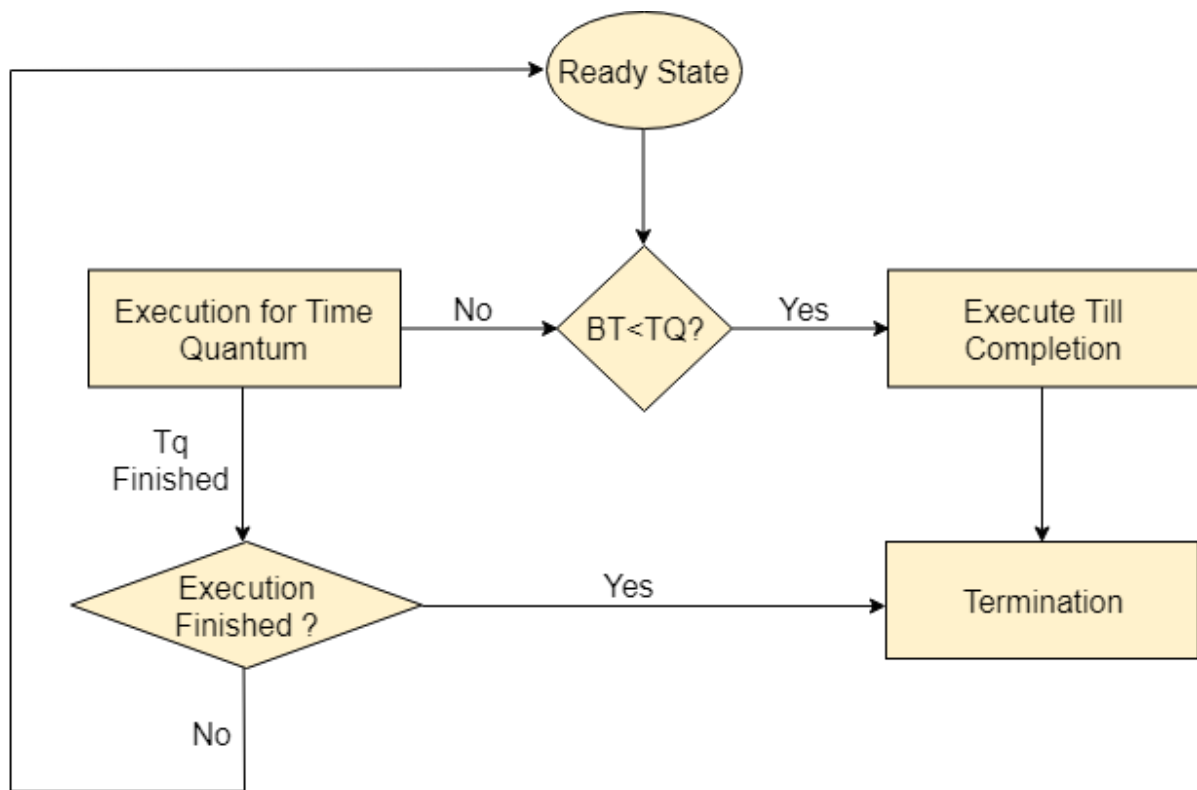 Ready State
Execution for Time
Quantum
No
BT<TQ?
Yes
Execute Till
Completion
Tq
Finished
Execution
Finished ?
Yes
Termination
No